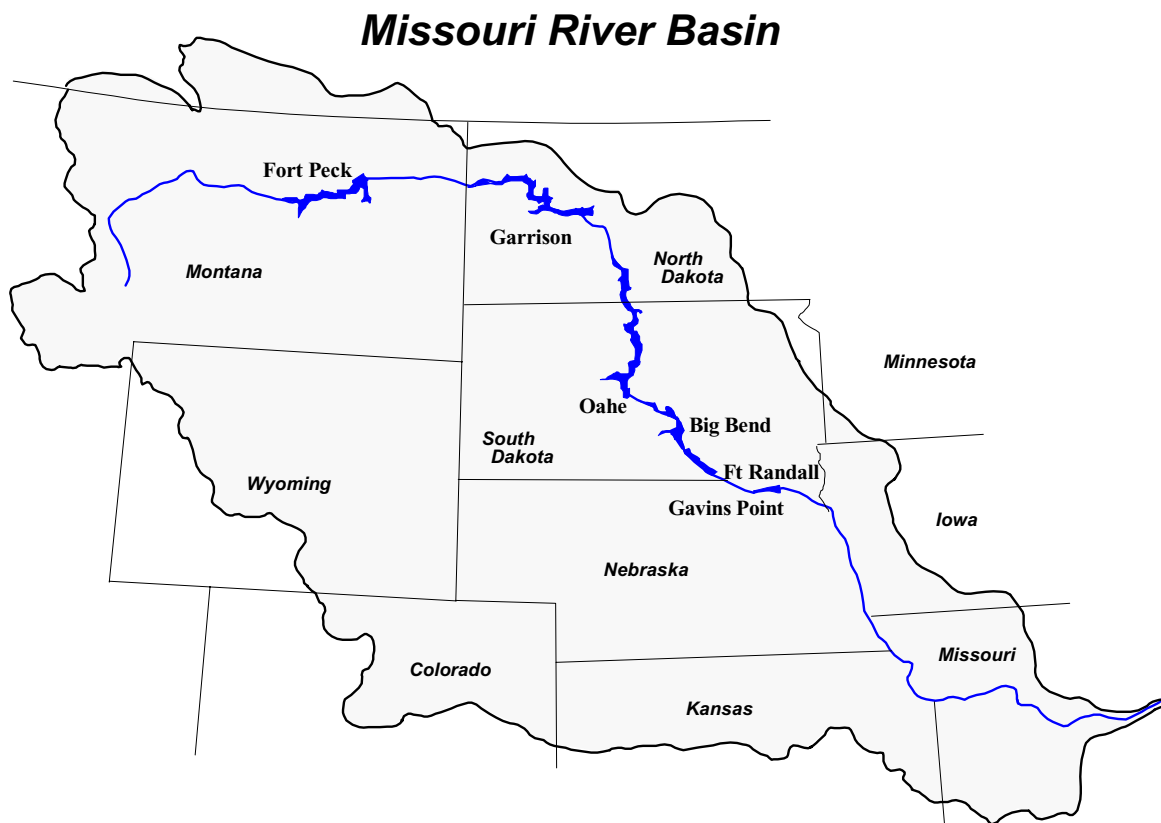 Missouri River Basin
Fort Peck
Garrison
North
Dakota
Montana
Minnesota
Oahe
Big Bend
South
Dakota
Ft Randall
Wyoming
Gavins Point
Iowa
Nebraska
Missouri
Colorado
Kansas